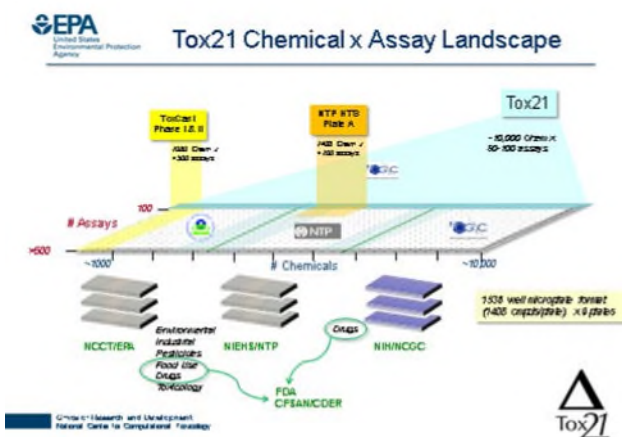 EPA
United States
Environmental Protection
Agency
Tox21 Chemical x Assay Landscape
ToxCast
Phase I & II
NTP HTS
Plate A
Tox21
~10,000 Chem x
50-100 assays
100
# Assays
>500
NTP
~1000
# Chemicals
~10,000
1536 well microplate format
(1408 cmpds/plate) x 9 plates
NCCT/EPA
Environmental
Industrial
Pesticides
Food Use
Drugs
Toxicology
NIEHS/NTP
Drugs
NIH/NCGC
FDA
CFSAN/CDER
Office of Research and Development
National Center for Computational Toxicology
Tox21